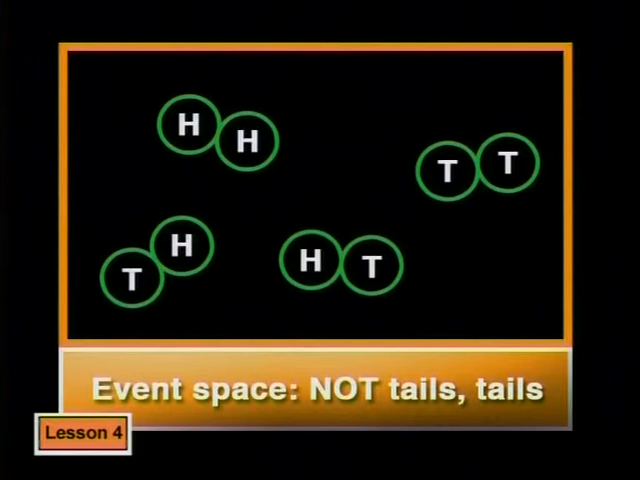 H H
T T
T H
H T
Event space: NOT tails, tails
Lesson 4